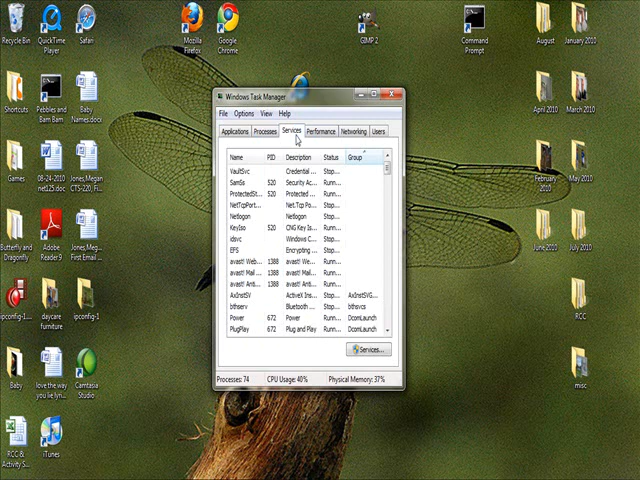 Recycle Bin
QuickTime Player
Safari
Mozilla Firefox
Google Chrome
GIMP 2
Command Prompt
August
January 2010
Shortcuts
Pebbles and Bam Bam
Baby Names.docx
April 2010
March 2010
Games
08-24-2010 net125.doc
Jones,Megan CTS-220, Fi...
February 2010
May 2010
Butterfly and Dragonfly
Adobe Reader 9
Jones,Meg... First Email ...
June 2010
July 2010
ipconfig-1....
daycare furniture
ipconfig-1
RCC
Baby
love the way you lie lyn...
Camtasia Studio
misc
RCC & Activity S...
iTunes
Windows Task Manager
File Options View Help
Applications Processes Services Performance Networking Users
Name PID Description Status Group
VaultSvc Credential ... Stop...
SamSs 520 Security Ac... Runn...
ProtectedSt... 520 Protected ... Runn...
NetTcpPort... Net.Tcp Po... Stop...
Netlogon Netlogon Stop...
KeyIso 520 CNG Key Is... Runn...
idsvc Windows C... Stop...
EFS Encrypting ... Stop...
avast! Web... 1388 avast! We... Runn...
avast! Mail ... 1388 avast! Mail ... Runn...
avast! Anti... 1388 avast! Anti... Runn...
AxInstSV ActiveX Ins... Stop... AxInstSVG...
bthserv Bluetooth ... Stop... bthsvcs
Power 672 Power Runn... DcomLaunch
PlugPlay 672 Plug and Play Runn... DcomLaunch
Services...
Processes: 74 CPU Usage: 40% Physical Memory: 37%